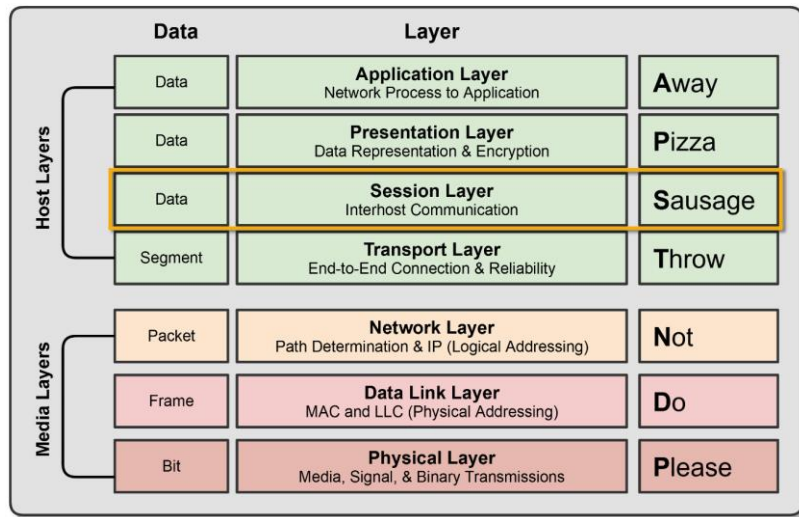 Data Layer
Host Layers
Data
Application Layer
Network Process to Application
Away
Data
Presentation Layer
Data Representation & Encryption
Pizza
Data
Session Layer
Interhost Communication
Sausage
Segment
Transport Layer
End-to-End Connection & Reliability
Throw
Media Layers
Packet
Network Layer
Path Determination & IP (Logical Addressing)
Not
Frame
Data Link Layer
MAC and LLC (Physical Addressing)
Do
Bit
Physical Layer
Media, Signal, & Binary Transmissions
Please